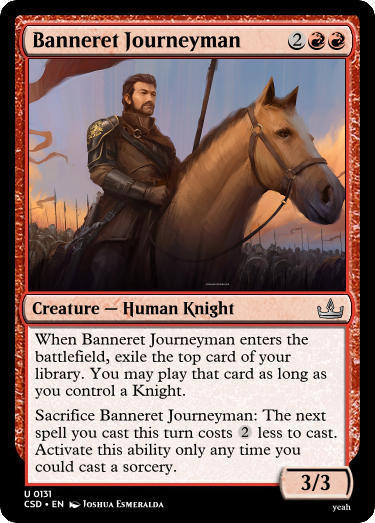 Banneret Journeyman 2
JOSHUA ESMERALDA
Creature — Human Knight
When Banneret Journeyman enters the
battlefield, exile the top card of your
library. You may play that card as long as
you control a Knight.
Sacrifice Banneret Journeyman: The next
spell you cast this turn costs 2 less to cast.
Activate this ability only any time you
could cast a sorcery.
3/3
U 0131
CSD • EN Joshua Esmeralda
yeah